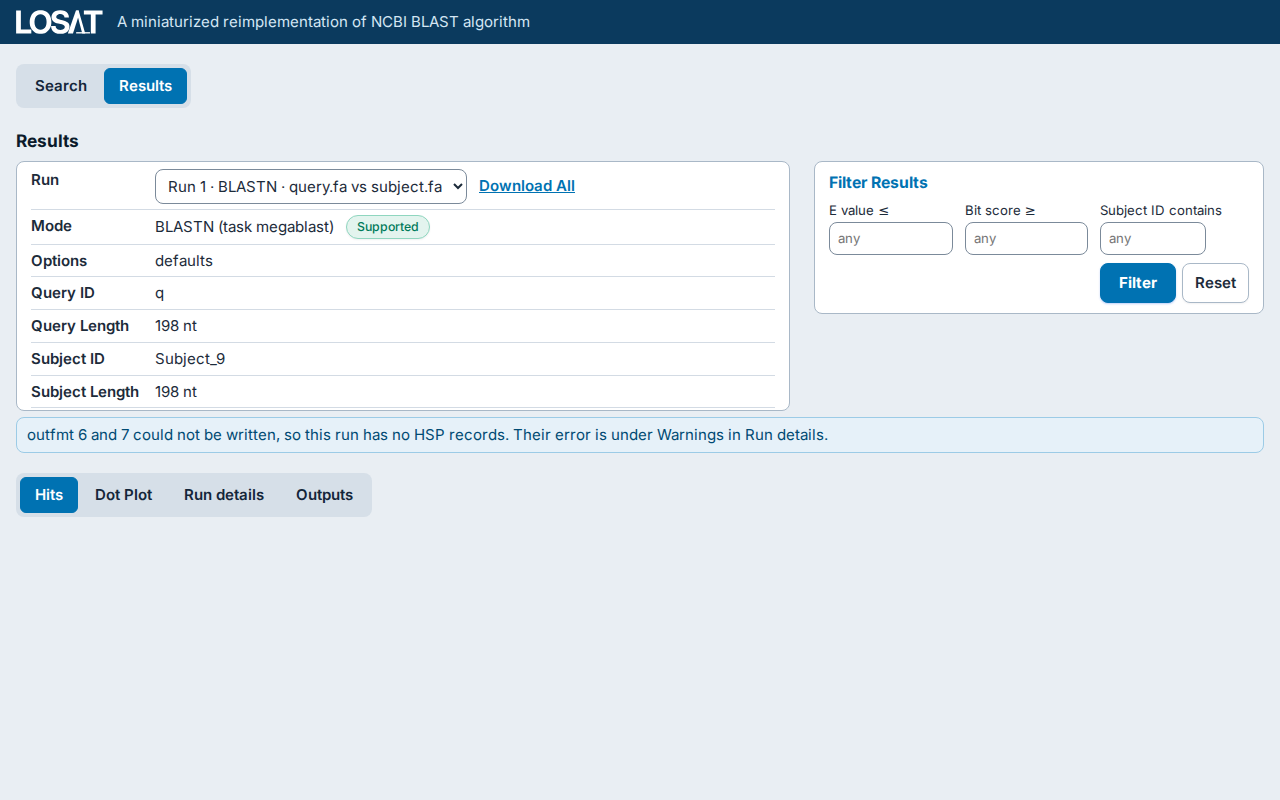 LOSAT A miniaturized reimplementation of NCBI BLAST algorithm
Search Results
Results
Run Run 1 · BLASTN · query.fa vs subject.fa Download All
Mode BLASTN (task megablast) Supported
Options defaults
Query ID q
Query Length 198 nt
Subject ID Subject_9
Subject Length 198 nt
Filter Results
E value ≤ Bit score ≥ Subject ID contains
any any any
Filter Reset
outfmt 6 and 7 could not be written, so this run has no HSP records. Their error is under Warnings in Run details.
Hits Dot Plot Run details Outputs